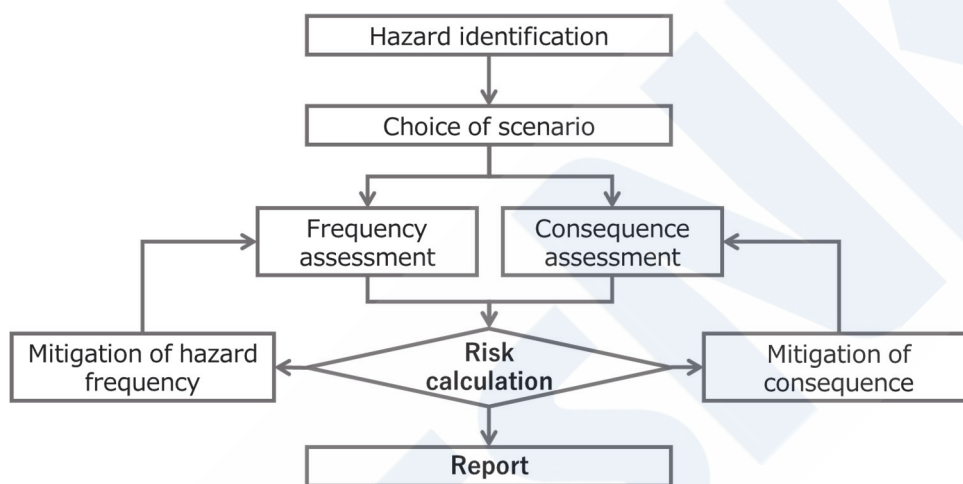 Hazard identification
Choice of scenario
Frequency
assessment
Consequence
assessment
Mitigation of hazard
frequency
Risk
calculation
Mitigation of
consequence
Report